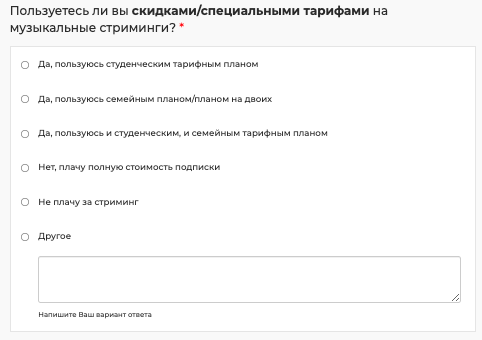 Пользуетесь ли вы скидками/специальными тарифами на
музыкальные стриминги? *
Да, пользуюсь студенческим тарифным планом
Да, пользуюсь семейным планом/планом на двоих
Да, пользуюсь и студенческим, и семейным тарифным планом
Нет, плачу полную стоимость подписки
Не плачу за стриминг
Другое
Напишите Ваш вариант ответа